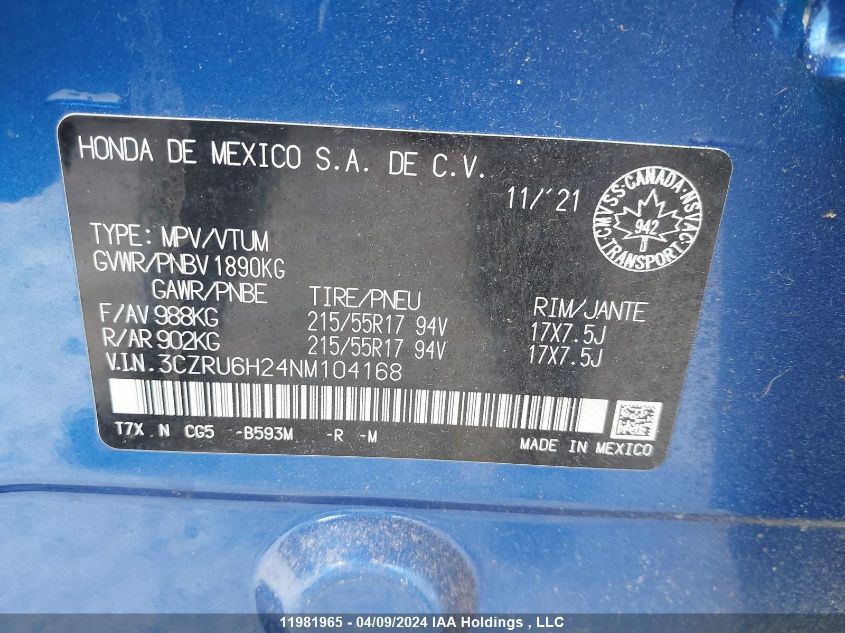 HONDA DE MEXICO S.A. DE C.V.
11/'21
CMVSS·CANADA·NSVAC
942
TRANSPORT
TYPE: MPV/VTUM
GVWR/PNBV 1890KG
GAWR/PNBE TIRE/PNEU RIM/JANTE
F/AV 988KG 215/55R17 94V 17X7.5J
R/AR 902KG 215/55R17 94V 17X7.5J
V.I.N. 3CZRU6H24NM104168
T7X N CG5 -B593M -R -M MADE IN MEXICO
11981965 - 04/09/2024 IAA Holdings , LLC